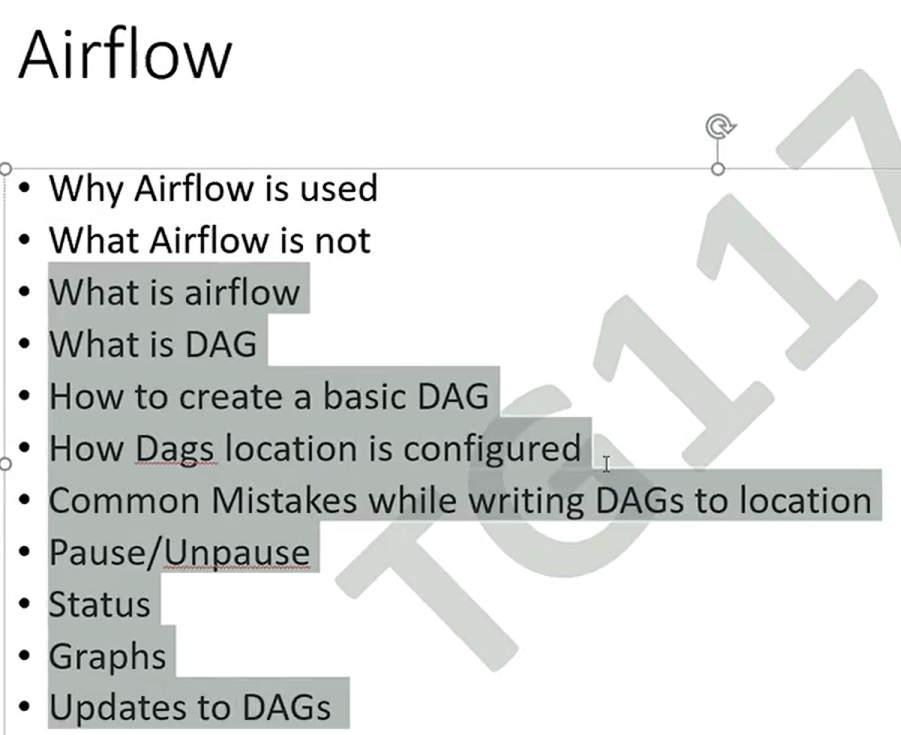 Airflow
• Why Airflow is used
• What Airflow is not
• What is airflow
• What is DAG
• How to create a basic DAG
• How Dags location is configured
• Common Mistakes while writing DAGs to location
• Pause/Unpause
• Status
• Graphs
• Updates to DAGs
TG117